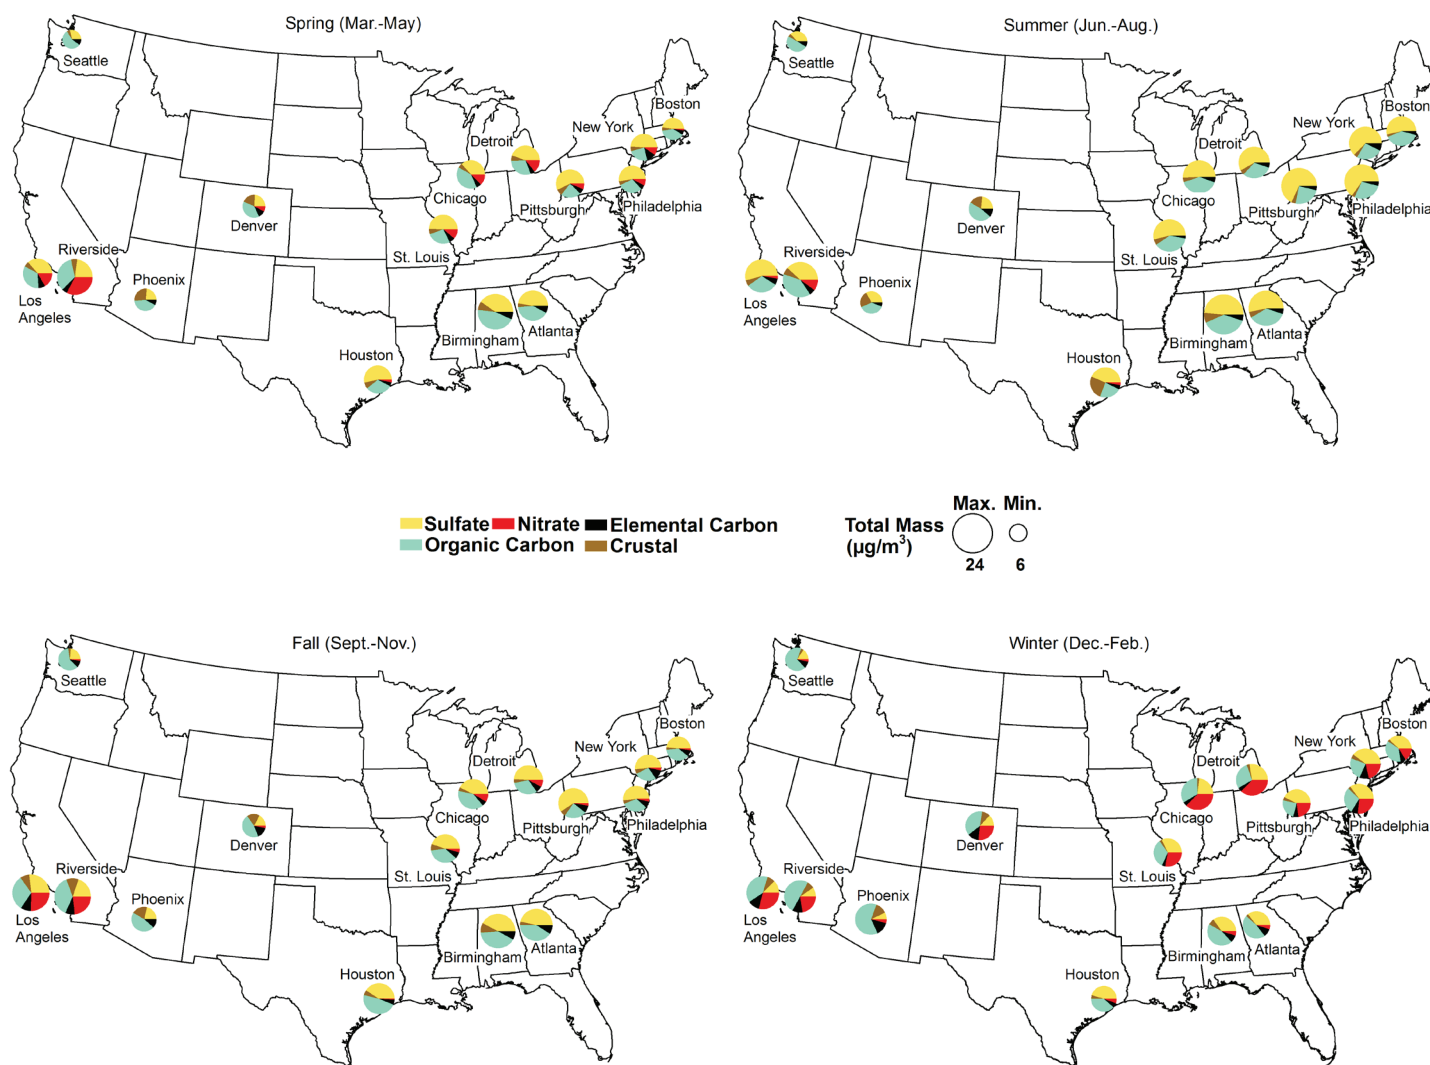 Spring (Mar.-May)
Seattle
Boston
New York
Detroit
Chicago
Pittsburgh
Philadelphia
Denver
St. Louis
Riverside
Los
Angeles
Phoenix
Birmingham
Atlanta
Houston
Summer (Jun.-Aug.)
Seattle
Boston
New York
Detroit
Chicago
Pittsburgh
Philadelphia
Denver
St. Louis
Riverside
Los
Angeles
Phoenix
Birmingham
Atlanta
Houston
Sulfate Nitrate Elemental Carbon
Organic Carbon Crustal
Total Mass
(µg/m³)
Max. Min.
24 6
Fall (Sept.-Nov.)
Seattle
Boston
New York
Detroit
Chicago
Pittsburgh
Philadelphia
Denver
St. Louis
Riverside
Los
Angeles
Phoenix
Birmingham
Atlanta
Houston
Winter (Dec.-Feb.)
Seattle
Boston
New York
Detroit
Chicago
Pittsburgh
Philadelphia
Denver
St. Louis
Riverside
Los
Angeles
Phoenix
Birmingham
Atlanta
Houston